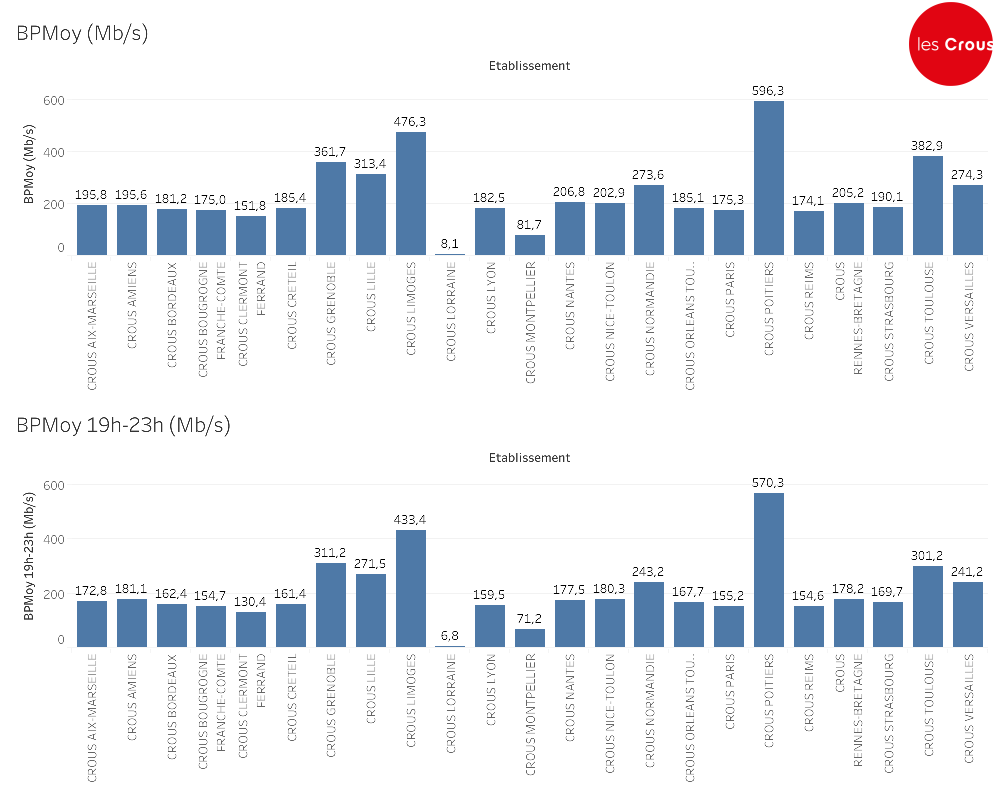 BPMoy (Mb/s)
les Crous
Etablissement
BPMoy (Mb/s)
600
400
200
0
195,8
195,6
181,2
175,0
151,8
185,4
361,7
313,4
476,3
8,1
182,5
81,7
206,8
202,9
273,6
185,1
175,3
596,3
174,1
205,2
190,1
382,9
274,3
CROUS AIX-MARSEILLE
CROUS AMIENS
CROUS BORDEAUX
CROUS BOUGROGNE
FRANCHE-COMTE
CROUS CLERMONT
FERRAND
CROUS CRETEIL
CROUS GRENOBLE
CROUS LILLE
CROUS LIMOGES
CROUS LORRAINE
CROUS LYON
CROUS MONTPELLIER
CROUS NANTES
CROUS NICE-TOULON
CROUS NORMANDIE
CROUS ORLEANS TOU..
CROUS PARIS
CROUS POITIERS
CROUS REIMS
CROUS
RENNES-BRETAGNE
CROUS STRASBOURG
CROUS TOULOUSE
CROUS VERSAILLES
BPMoy 19h-23h (Mb/s)
Etablissement
BPMoy 19h-23h (Mb/s)
600
400
200
0
172,8
181,1
162,4
154,7
130,4
161,4
311,2
271,5
433,4
6,8
159,5
71,2
177,5
180,3
243,2
167,7
155,2
570,3
154,6
178,2
169,7
301,2
241,2
CROUS AIX-MARSEILLE
CROUS AMIENS
CROUS BORDEAUX
CROUS BOUGROGNE
FRANCHE-COMTE
CROUS CLERMONT
FERRAND
CROUS CRETEIL
CROUS GRENOBLE
CROUS LILLE
CROUS LIMOGES
CROUS LORRAINE
CROUS LYON
CROUS MONTPELLIER
CROUS NANTES
CROUS NICE-TOULON
CROUS NORMANDIE
CROUS ORLEANS TOU..
CROUS PARIS
CROUS POITIERS
CROUS REIMS
CROUS
RENNES-BRETAGNE
CROUS STRASBOURG
CROUS TOULOUSE
CROUS VERSAILLES